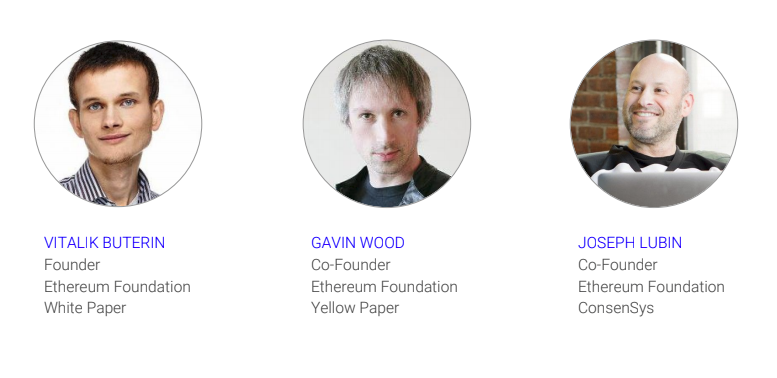 VITALIK BUTERIN
Founder
Ethereum Foundation
White Paper
GAVIN WOOD
Co-Founder
Ethereum Foundation
Yellow Paper
JOSEPH LUBIN
Co-Founder
Ethereum Foundation
ConsenSys